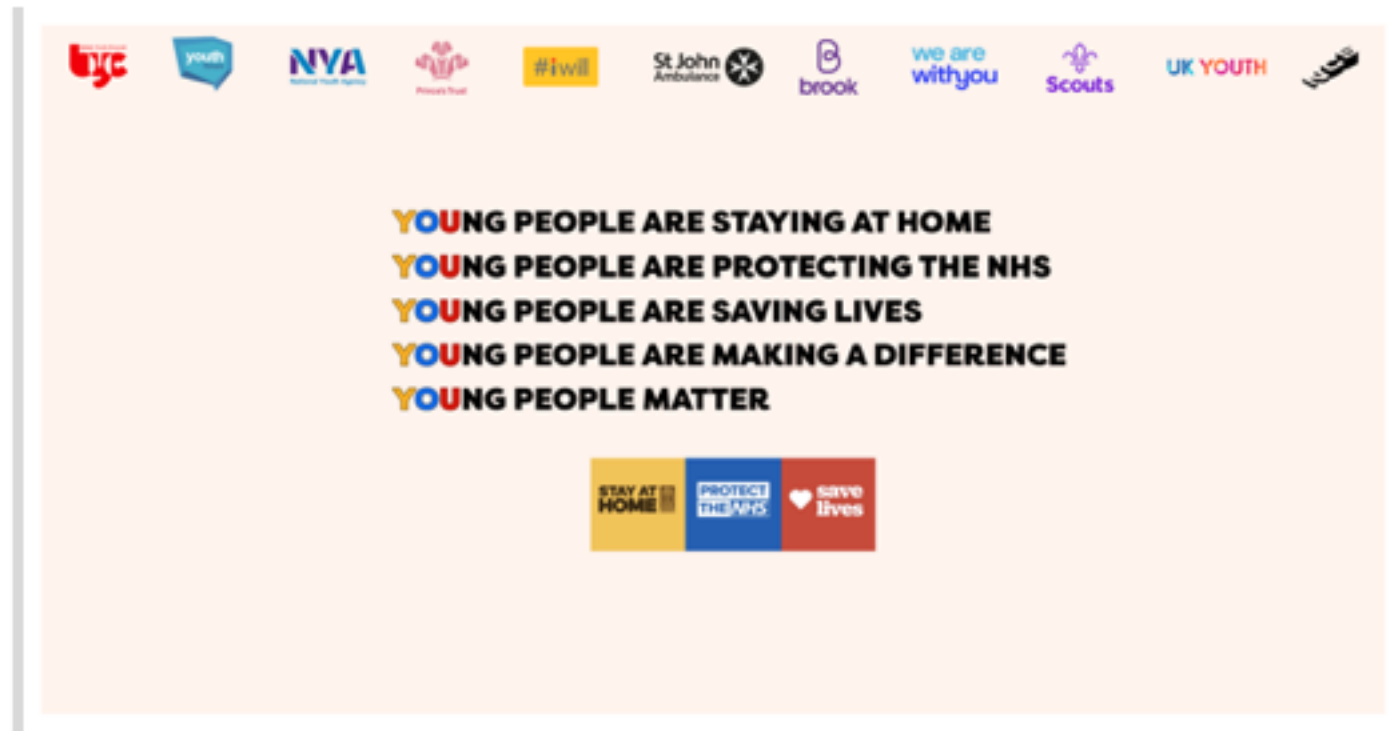 byc
youth
NYA
National Youth Agency
Prince's Trust
#iwill
St John
Ambulance
brook
we are
withyou
Scouts
UK YOUTH
YOUNG PEOPLE ARE STAYING AT HOME
YOUNG PEOPLE ARE PROTECTING THE NHS
YOUNG PEOPLE ARE SAVING LIVES
YOUNG PEOPLE ARE MAKING A DIFFERENCE
YOUNG PEOPLE MATTER
STAY AT
HOME
PROTECT
THE NHS
save
lives